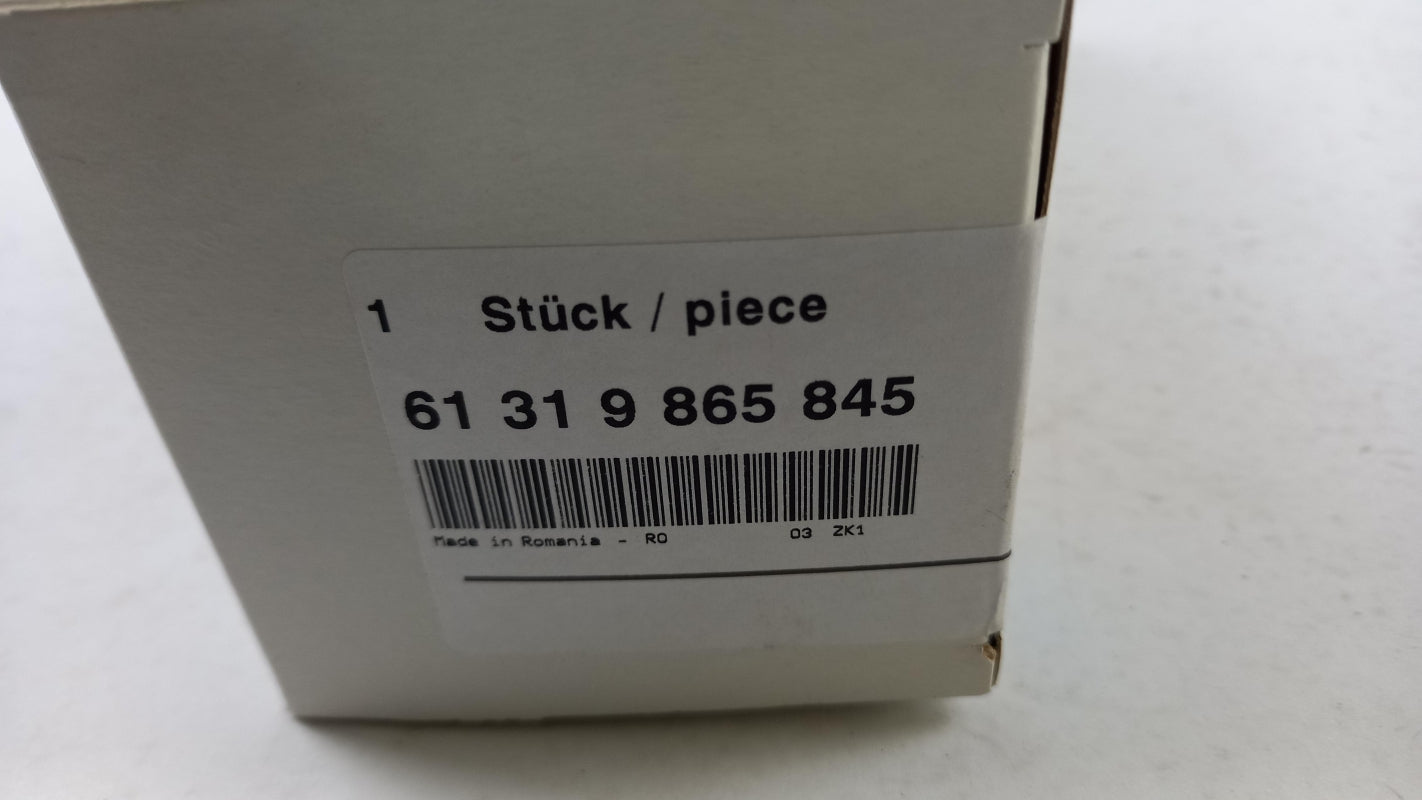 1 Stück / piece
61 31 9 865 845
Made in Romania - RO 03 ZK1